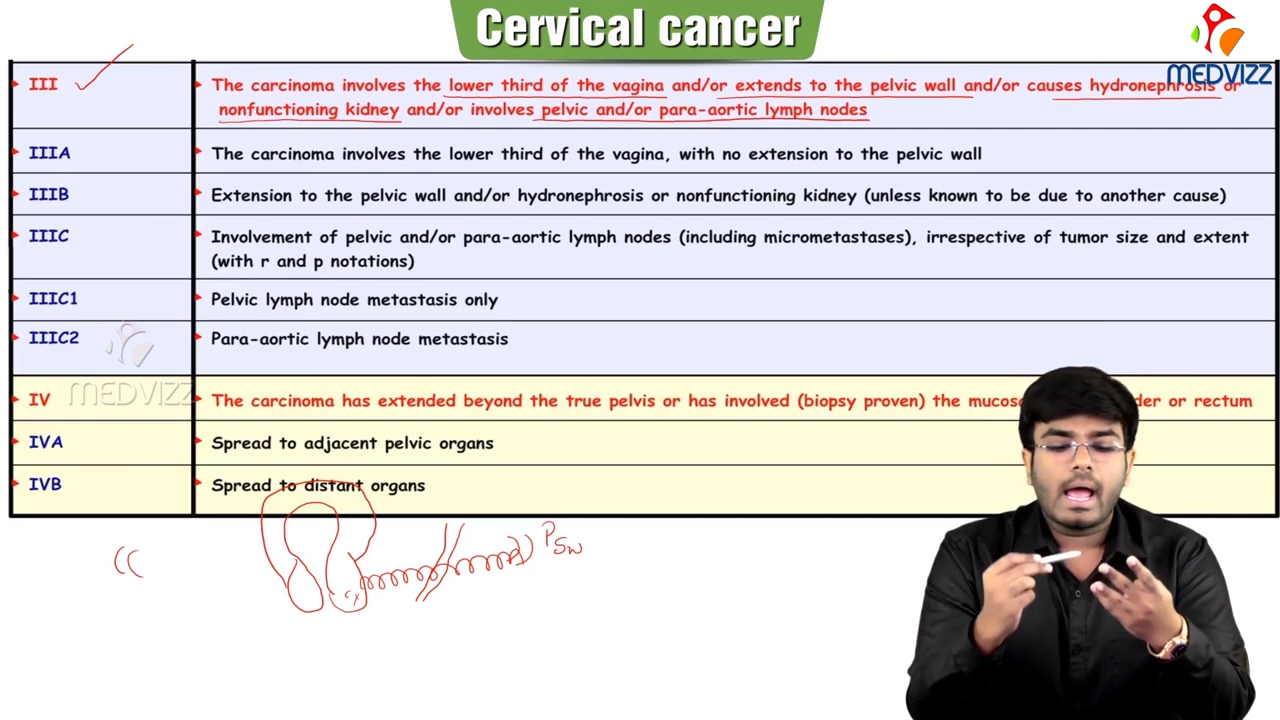 Cervical cancer
MEDVIZZ
III The carcinoma involves the lower third of the vagina and/or extends to the pelvic wall and/or causes hydronephrosis or
nonfunctioning kidney and/or involves pelvic and/or para-aortic lymph nodes
IIIA The carcinoma involves the lower third of the vagina, with no extension to the pelvic wall
IIIB Extension to the pelvic wall and/or hydronephrosis or nonfunctioning kidney (unless known to be due to another cause)
IIIC Involvement of pelvic and/or para-aortic lymph nodes (including micrometastases), irrespective of tumor size and extent
(with r and p notations)
IIIC1 Pelvic lymph node metastasis only
IIIC2 Para-aortic lymph node metastasis
MEDVIZZ
IV The carcinoma has extended beyond the true pelvis or has involved (biopsy proven) the mucos der or rectum
IVA Spread to adjacent pelvic organs
IVB Spread to distant organs
PSW
Cx